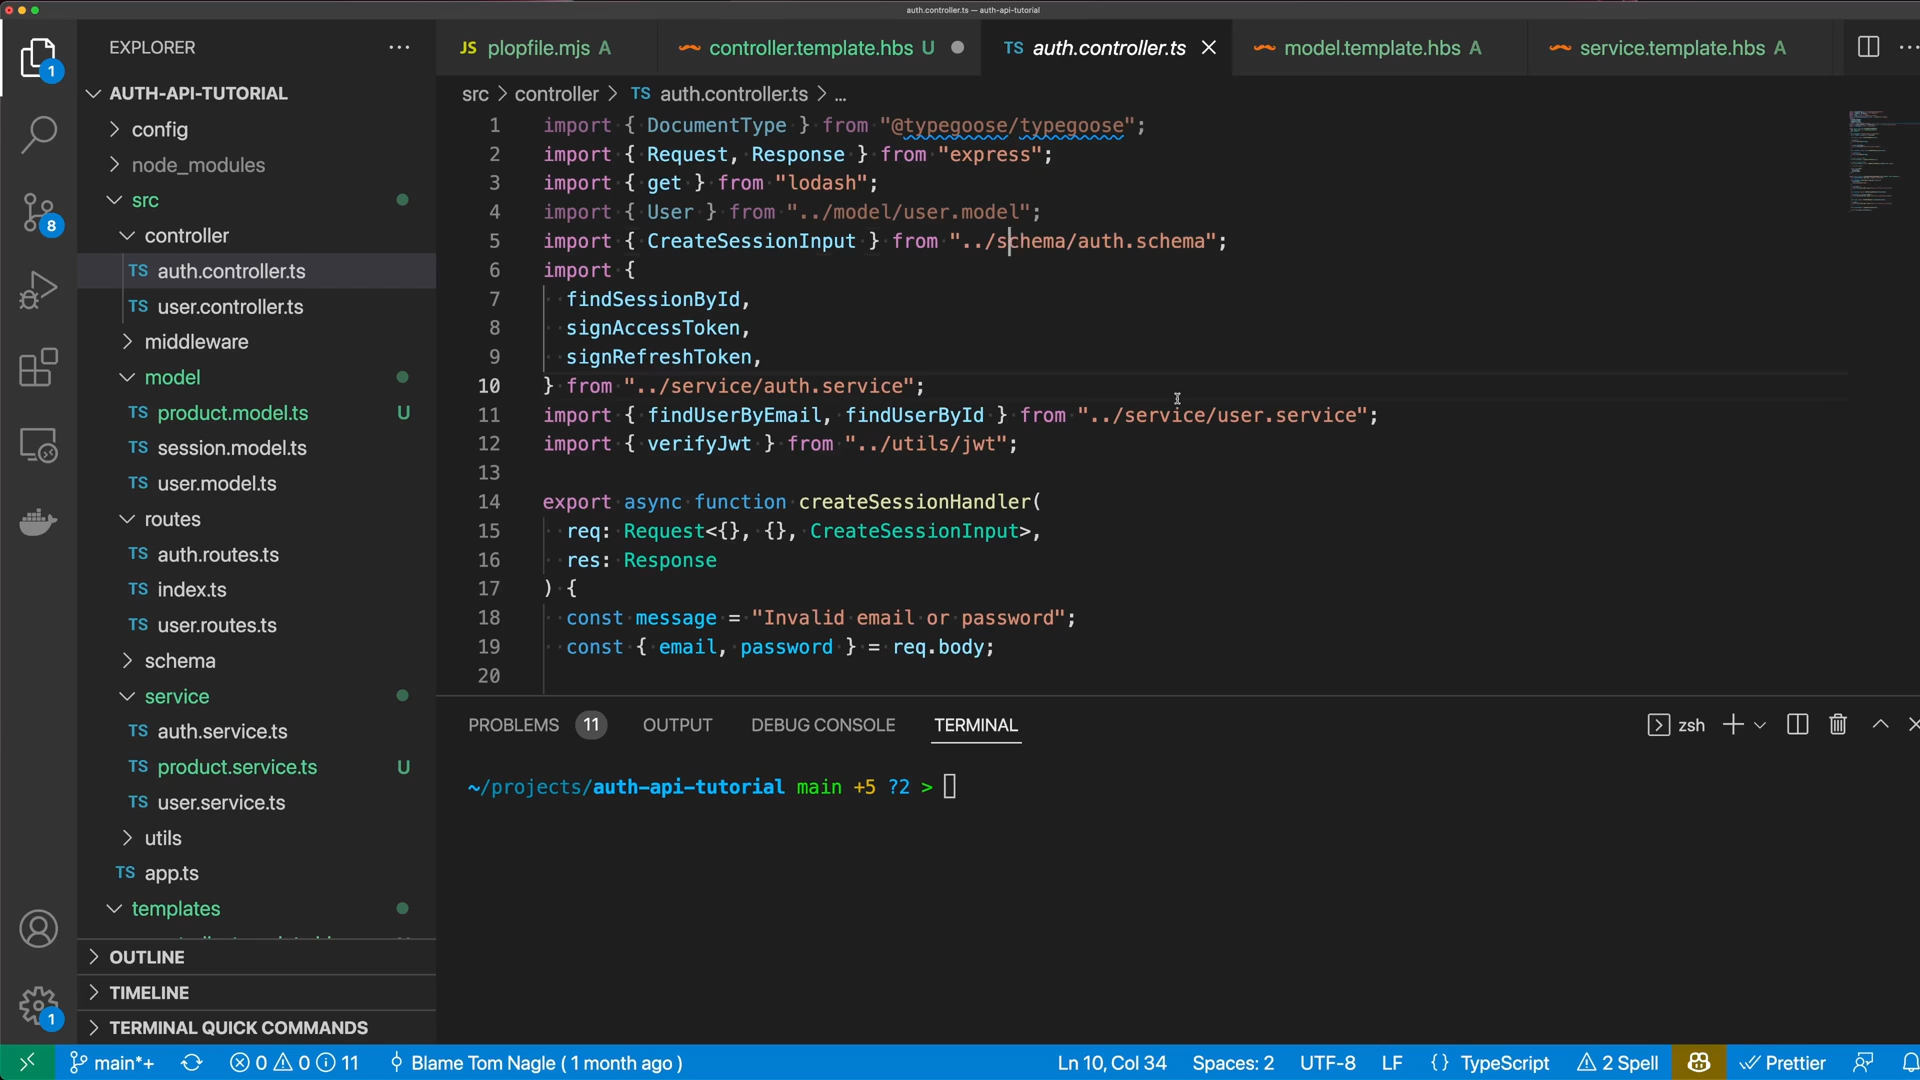 auth.controller.ts — auth-api-tutorial
EXPLORER
JS plopfile.mjs A
controller.template.hbs U
TS auth.controller.ts
model.template.hbs A
service.template.hbs A
src > controller > TS auth.controller.ts > ...
AUTH-API-TUTORIAL
config
node_modules
src
controller
TS auth.controller.ts
TS user.controller.ts
middleware
model
TS product.model.ts U
TS session.model.ts
TS user.model.ts
routes
TS auth.routes.ts
TS index.ts
TS user.routes.ts
schema
service
TS auth.service.ts
TS product.service.ts U
TS user.service.ts
utils
TS app.ts
templates
OUTLINE
TIMELINE
TERMINAL QUICK COMMANDS
1
8
1
1 import { DocumentType } from "@typegoose/typegoose";
2 import { Request, Response } from "express";
3 import { get } from "lodash";
4 import { User } from "../model/user.model";
5 import { CreateSessionInput } from "../schema/auth.schema";
6 import {
7 findSessionById,
8 signAccessToken,
9 signRefreshToken,
10 } from "../service/auth.service";
11 import { findUserByEmail, findUserById } from "../service/user.service";
12 import { verifyJwt } from "../utils/jwt";
13
14 export async function createSessionHandler(
15 req: Request<{}, {}, CreateSessionInput>,
16 res: Response
17 ) {
18 const message = "Invalid email or password";
19 const { email, password } = req.body;
20
PROBLEMS 11 OUTPUT DEBUG CONSOLE TERMINAL
zsh
~/projects/auth-api-tutorial main +5 ?2 >
main*+ 0 0 11 Blame Tom Nagle ( 1 month ago ) Ln 10, Col 34 Spaces: 2 UTF-8 LF {} TypeScript 2 Spell Prettier